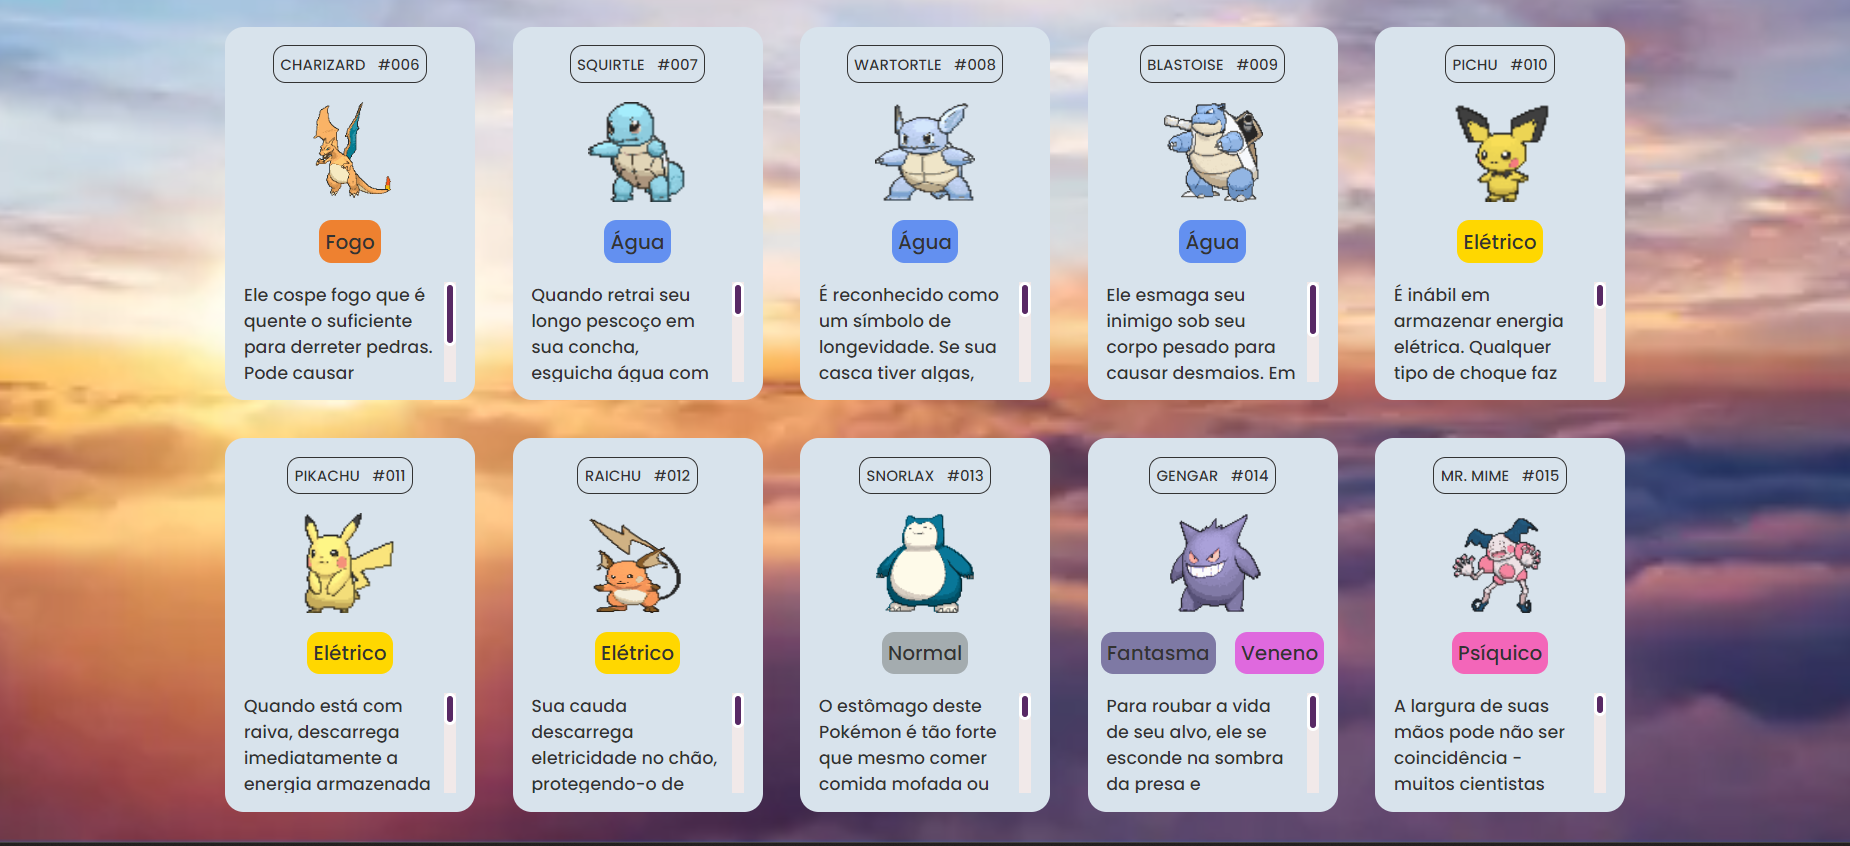 CHARIZARD #006
Fogo
Ele cospe fogo que é
quente o suficiente
para derreter pedras.
Pode causar
SQUIRTLE #007
Água
Quando retrai seu
longo pescoço em
sua concha,
esguicha água com
WARTORTLE #008
Água
É reconhecido como
um símbolo de
longevidade. Se sua
casca tiver algas,
BLASTOISE #009
Água
Ele esmaga seu
inimigo sob seu
corpo pesado para
causar desmaios. Em
PICHU #010
Elétrico
É inábil em
armazenar energia
elétrica. Qualquer
tipo de choque faz
PIKACHU #011
Elétrico
Quando está com
raiva, descarrega
imediatamente a
energia armazenada
RAICHU #012
Elétrico
Sua cauda
descarrega
eletricidade no chão,
protegendo-o de
SNORLAX #013
Normal
O estômago deste
Pokémon é tão forte
que mesmo comer
comida mofada ou
GENGAR #014
Fantasma Veneno
Para roubar a vida
de seu alvo, ele se
esconde na sombra
da presa e
MR. MIME #015
Psíquico
A largura de suas
mãos pode não ser
coincidência -
muitos cientistas